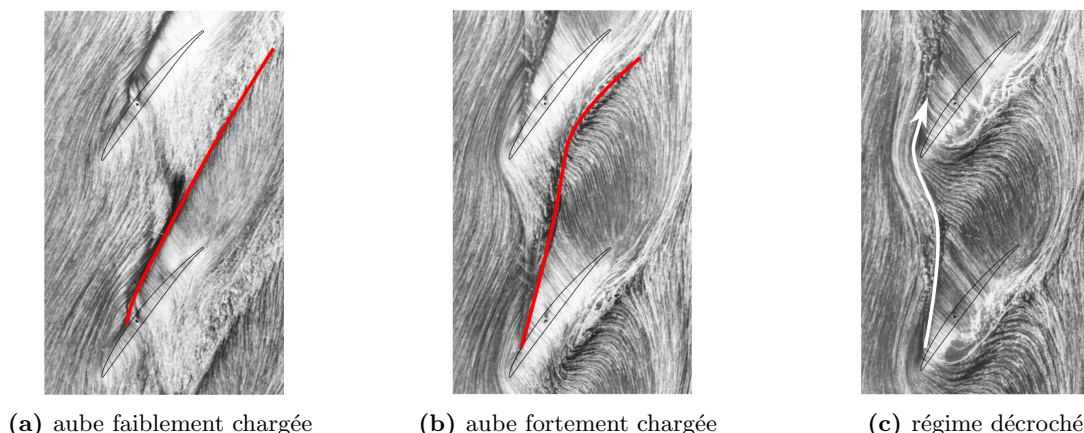 (a) aube faiblement chargée
(b) aube fortement chargée
(c) régime décroché